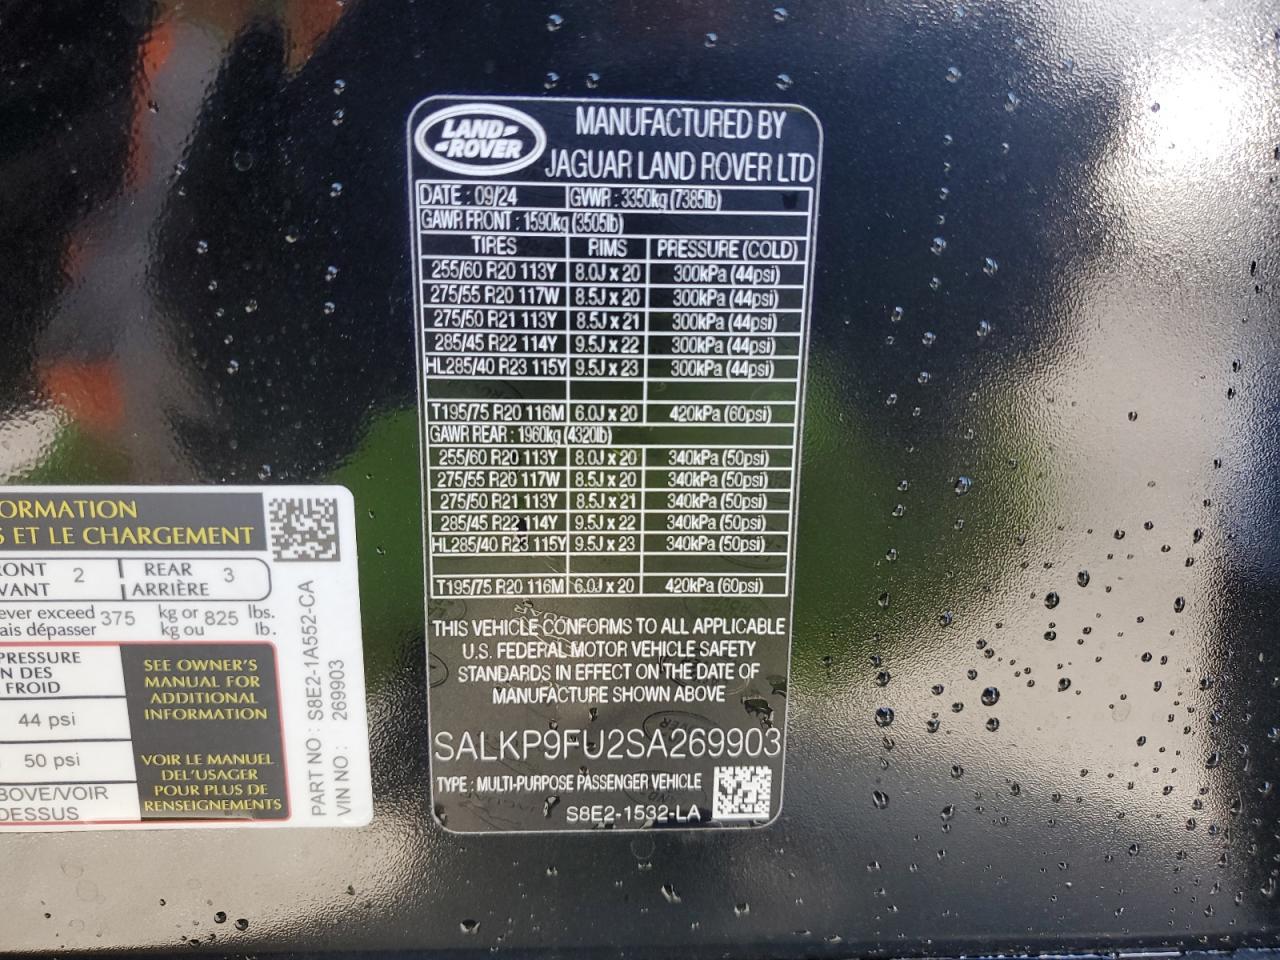 LAND-
-ROVER
MANUFACTURED BY
JAGUAR LAND ROVER LTD
DATE : 09/24 GVWR : 3350kg (7385lb)
GAWR FRONT : 1590kg (3505lb)
TIRES RIMS PRESSURE (COLD)
255/60 R20 113Y 8.0J x 20 300kPa (44psi)
275/55 R20 117W 8.5J x 20 300kPa (44psi)
275/50 R21 113Y 8.5J x 21 300kPa (44psi)
285/45 R22 114Y 9.5J x 22 300kPa (44psi)
HL285/40 R23 115Y 9.5J x 23 300kPa (44psi)
T195/75 R20 116M 6.0J x 20 420kPa (60psi)
GAWR REAR : 1960kg (4320lb)
255/60 R20 113Y 8.0J x 20 340kPa (50psi)
275/55 R20 117W 8.5J x 20 340kPa (50psi)
275/50 R21 113Y 8.5J x 21 340kPa (50psi)
285/45 R22 114Y 9.5J x 22 340kPa (50psi)
HL285/40 R23 115Y 9.5J x 23 340kPa (50psi)
T195/75 R20 116M 6.0J x 20 420kPa (60psi)
THIS VEHICLE CONFORMS TO ALL APPLICABLE
U.S. FEDERAL MOTOR VEHICLE SAFETY
STANDARDS IN EFFECT ON THE DATE OF
MANUFACTURE SHOWN ABOVE
SALKP9FU2SA269903
TYPE : MULTI-PURPOSE PASSENGER VEHICLE
S8E2-1532-LA
ORMATION
S ET LE CHARGEMENT
RONT 2 REAR 3
VANT ARRIÈRE
ever exceed 375 kg or 825 lbs.
ais dépasser kg ou lb.
PRESSURE
N DES
FROID
44 psi
50 psi
BOVE/VOIR
DESSUS
SEE OWNER'S
MANUAL FOR
ADDITIONAL
INFORMATION
VOIR LE MANUEL
DEL'USAGER
POUR PLUS DE
RENSEIGNEMENTS
PART NO : S8E2-1A552-CA
VIN NO : 269903